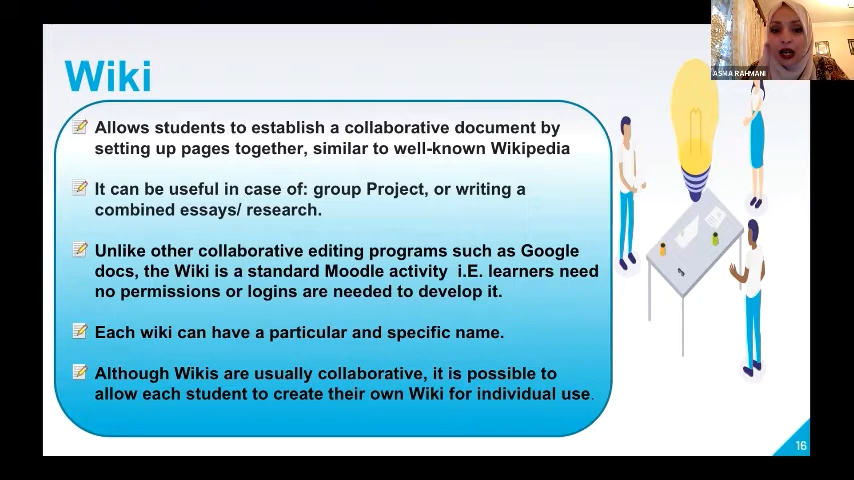 ASMA RAHMANI
Wiki
Allows students to establish a collaborative document by
setting up pages together, similar to well-known Wikipedia
It can be useful in case of: group Project, or writing a
combined essays/ research.
Unlike other collaborative editing programs such as Google
docs, the Wiki is a standard Moodle activity i.E. learners need
no permissions or logins are needed to develop it.
Each wiki can have a particular and specific name.
Although Wikis are usually collaborative, it is possible to
allow each student to create their own Wiki for individual use.
16